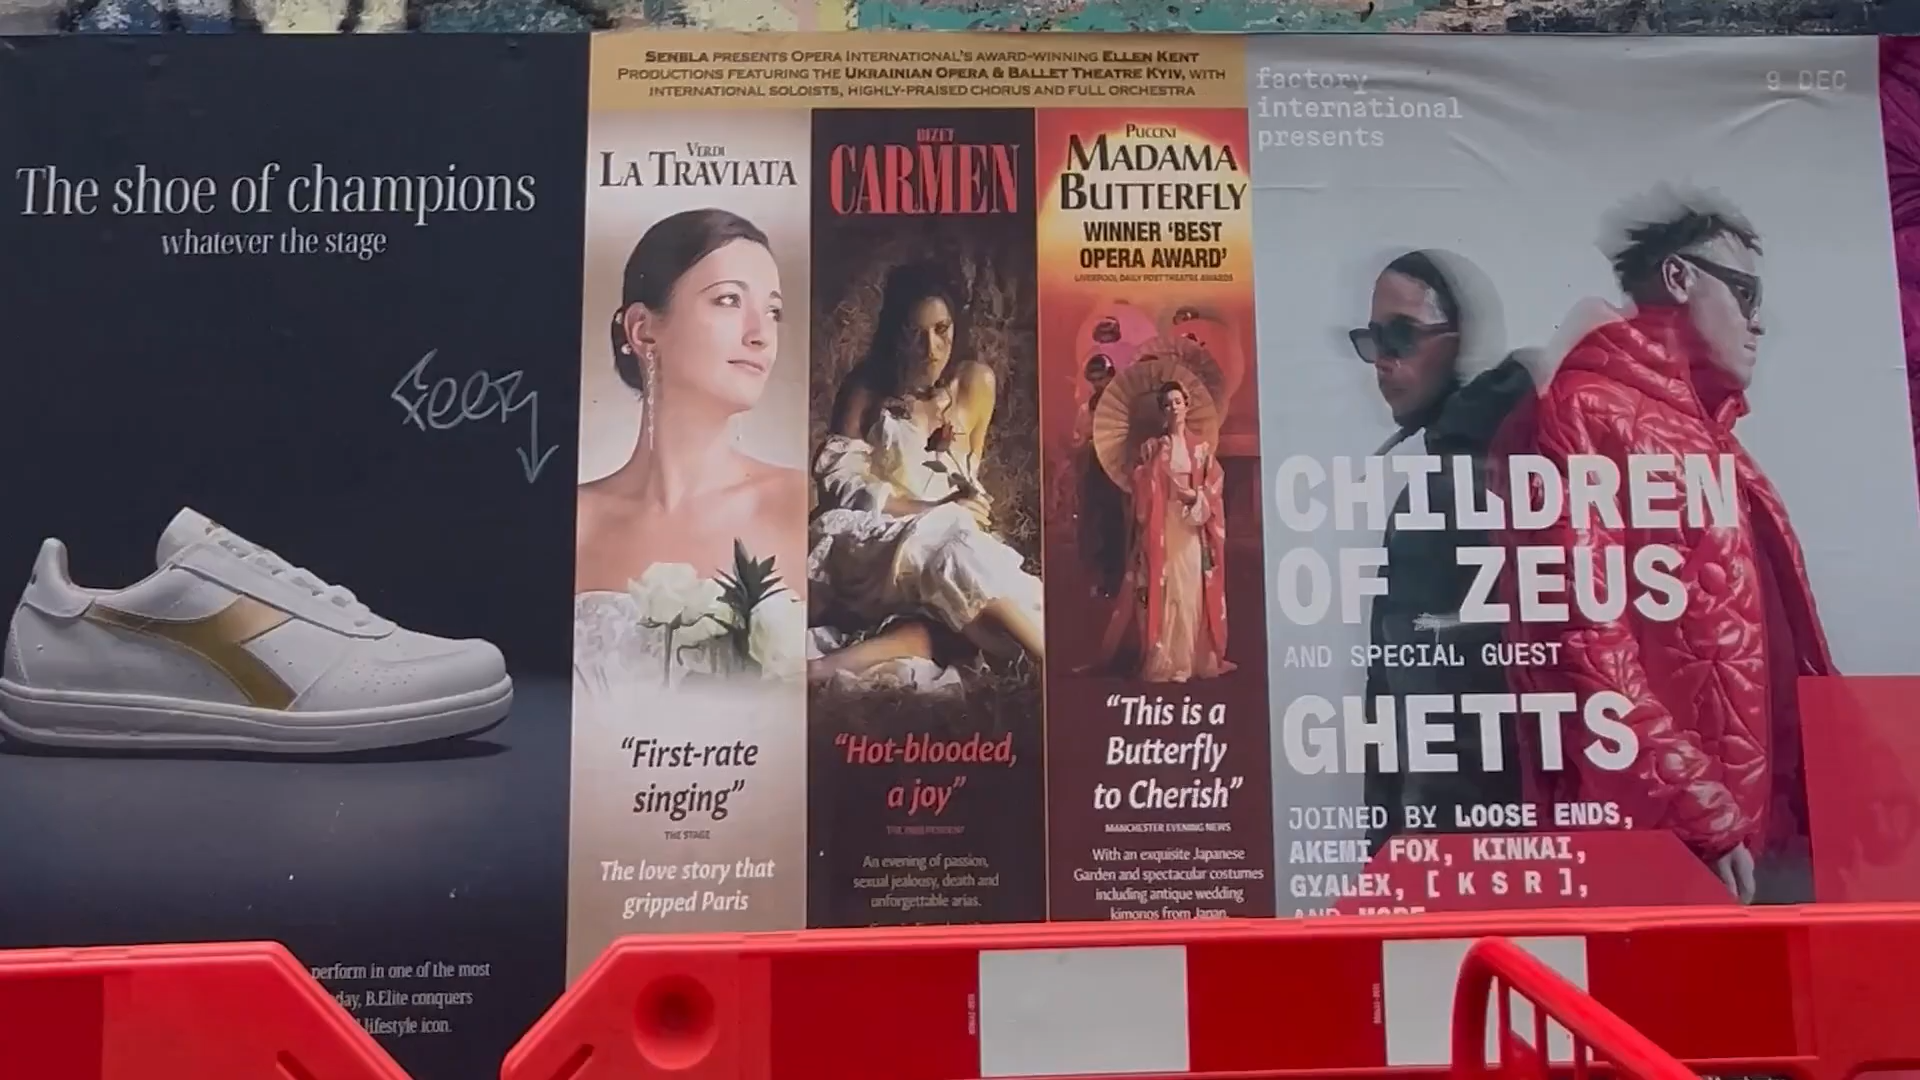 The shoe of champions
whatever the stage
perform in one of the most
day, B.Elite conquers
lifestyle icon.
SENBLA PRESENTS OPERA INTERNATIONAL'S AWARD-WINNING ELLEN KENT
PRODUCTIONS FEATURING THE UKRAINIAN OPERA & BALLET THEATRE KYIV, WITH
INTERNATIONAL SOLOISTS, HIGHLY-PRAISED CHORUS AND FULL ORCHESTRA
VERDI
LA TRAVIATA
"First-rate
singing"
THE STAGE
The love story that
gripped Paris
BIZET
CARMEN
"Hot-blooded,
a joy"
THE INDEPENDENT
An evening of passion,
sexual jealousy, death and
unforgettable arias.
PUCCINI
MADAMA
BUTTERFLY
WINNER 'BEST
OPERA AWARD'
LIVERPOOL DAILY POST THEATRE AWARDS
"This is a
Butterfly
to Cherish"
MANCHESTER EVENING NEWS
With an exquisite Japanese
Garden and spectacular costumes
including antique wedding
kimonos from Japan.
factory
international
presents
9 DEC
CHILDREN
OF ZEUS
AND SPECIAL GUEST
GHETTS
JOINED BY LOOSE ENDS,
AKEMI FOX, KINKAI,
GYALEX, [ K S R ],
AND MORE